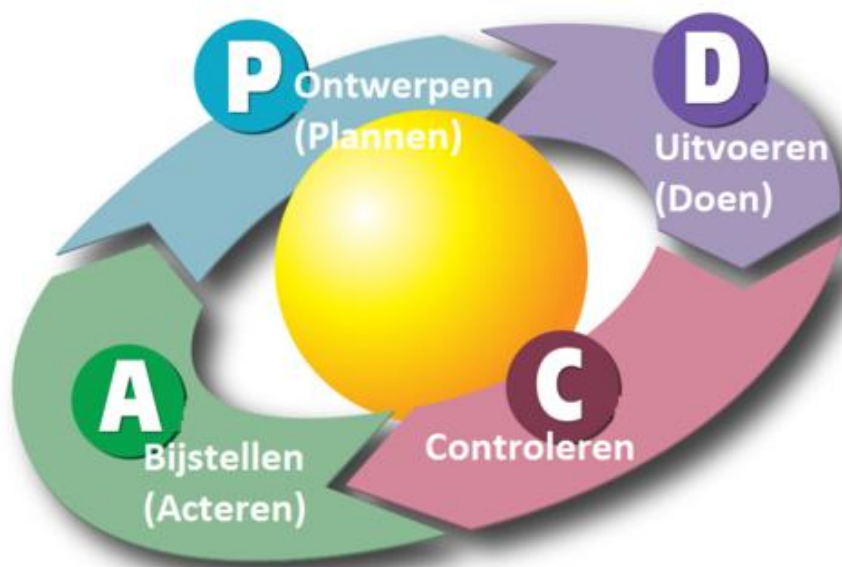 P
Ontwerpen
(Plannen)
D
Uitvoeren
(Doen)
C
Controleren
A
Bijstellen
(Acteren)